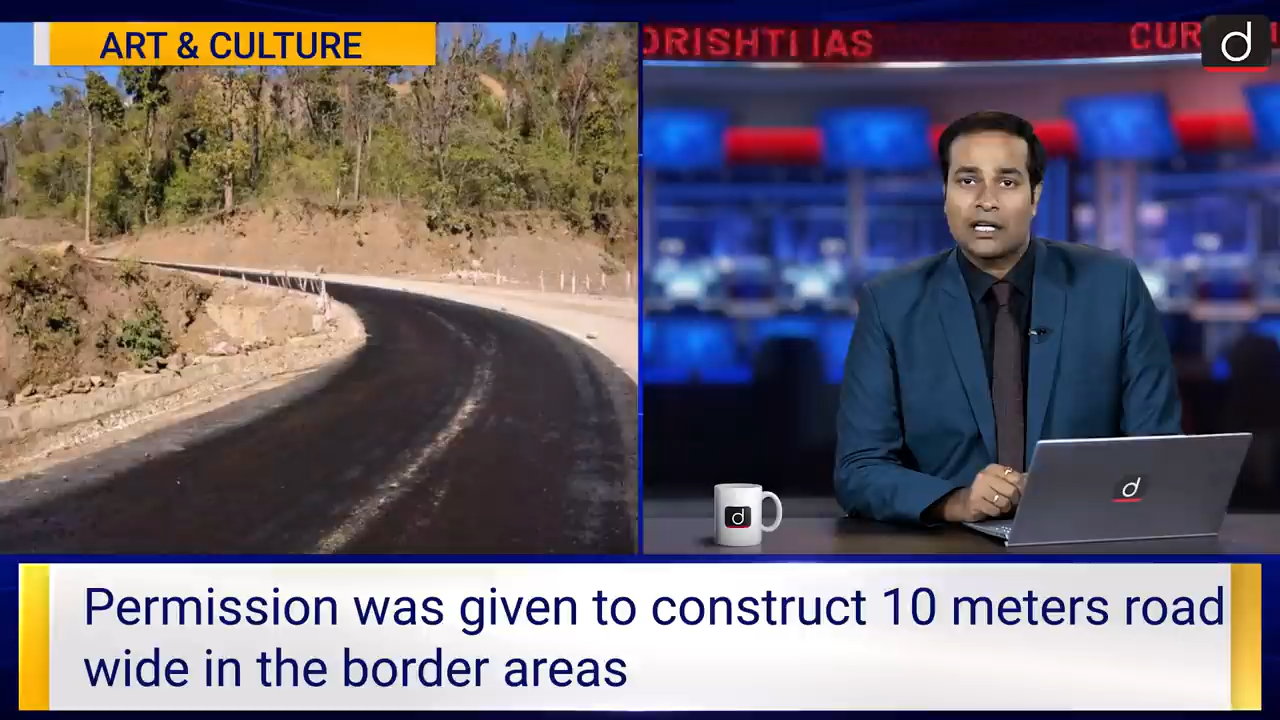 ART & CULTURE
DRISHTI IAS
CUR
d
d
d
Permission was given to construct 10 meters road
wide in the border areas